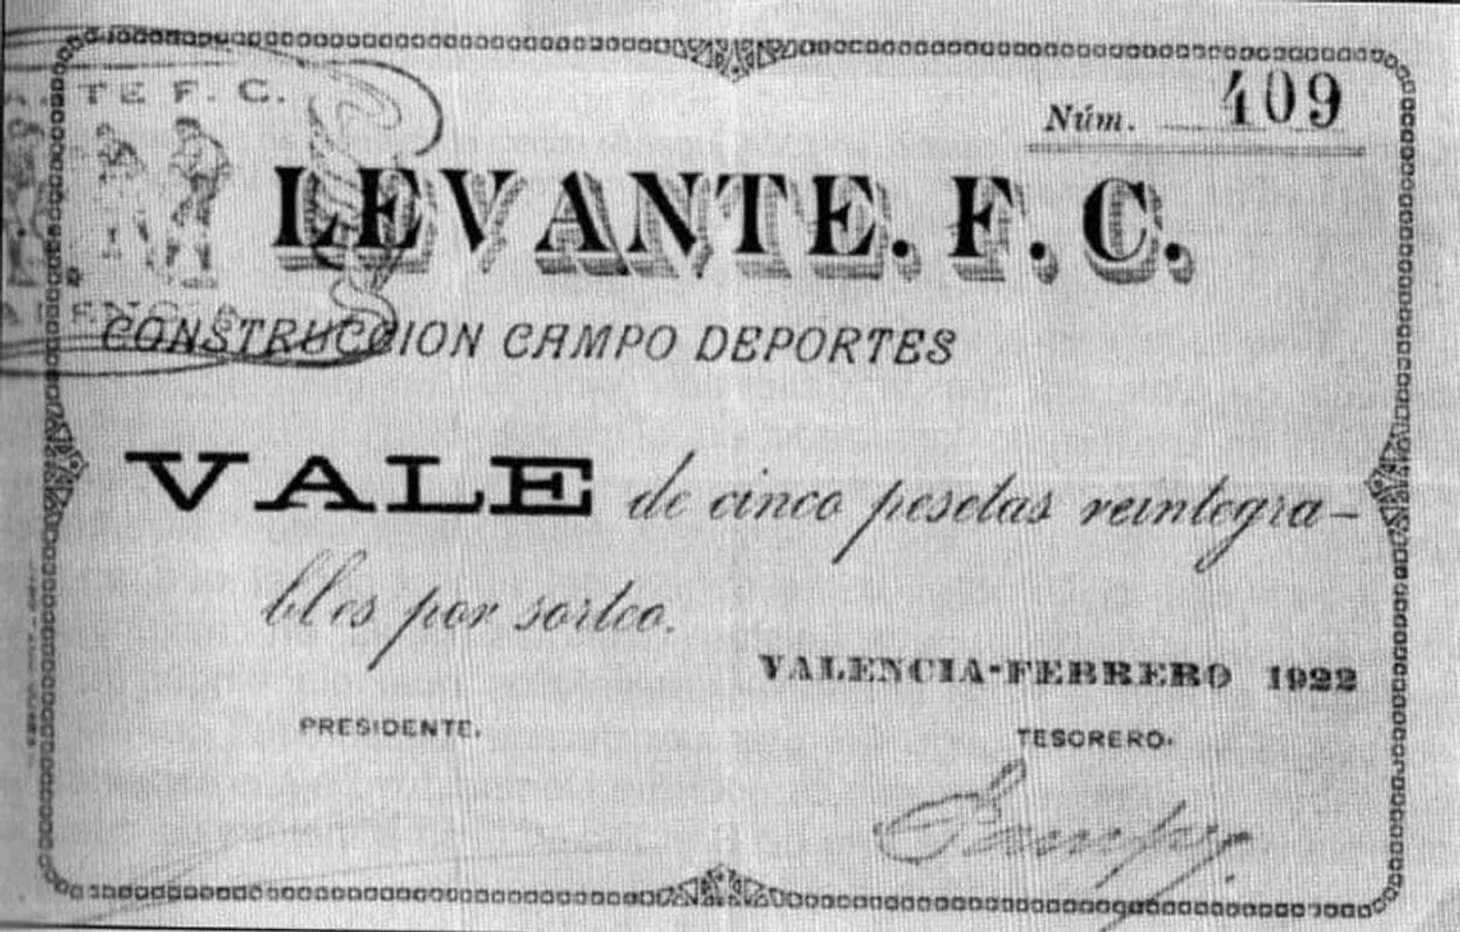 TE F. C.
Núm. 409
LEVANTE. F. C.
CONSTRUCCION CAMPO DEPORTES
VALE de cinco pesetas reintegra-
bles por sorteo.
VALENCIA-FEBRERO 1922
PRESIDENTE.
TESORERO.